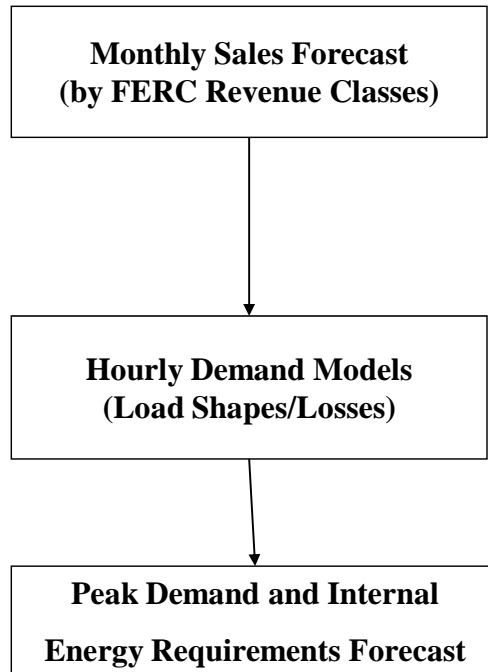 Monthly Sales Forecast
(by FERC Revenue Classes)
Hourly Demand Models
(Load Shapes/Losses)
Peak Demand and Internal
Energy Requirements Forecast